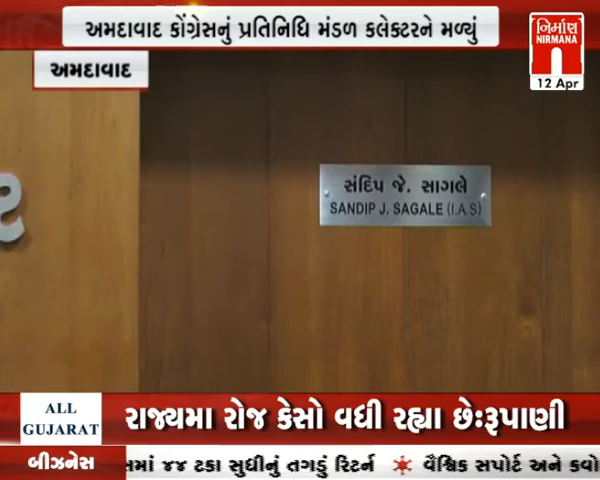 અમદાવાદ કોંગ્રેસનું પ્રતિનિધિ મંડળ કલેક્ટરને મળ્યું
નિર્માણ
NIRMANA
12 Apr
અમદાવાદ
સંદિપ જે. સાગલે
SANDIP J. SAGALE (I.A.S)
ALL
GUJARAT
રાજ્યમા રોજ કેસો વધી રહ્યા છેઃરૂપાણી
બીઝનેસ
૪૪ ટકા સુધીનું તગડું રિટર્ન
વૈશ્વિક સપોર્ટ અને